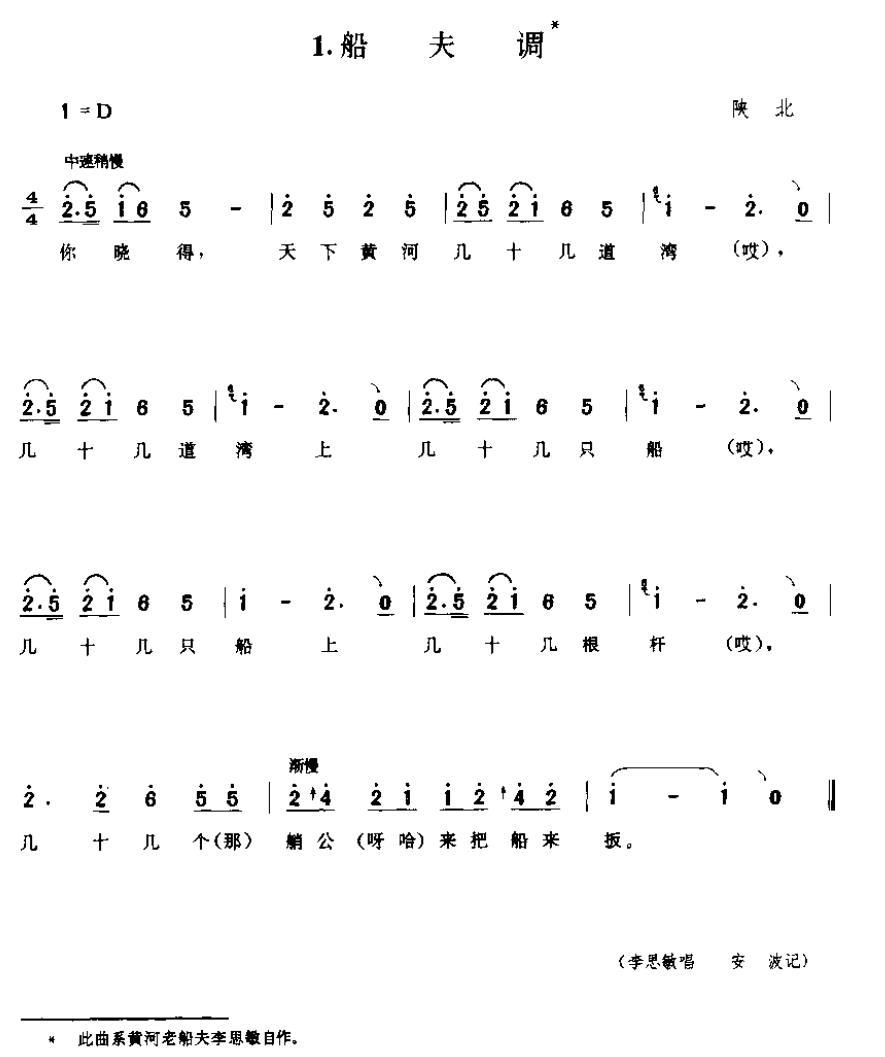 1. 船 夫 调*
1=D 陕 北
中速稍慢
4/4 2.5 16 5 - | 2 5 2 5 | 25 21 6 5 | 1 - 2. 0 |
你 晓 得, 天 下 黄 河 几 十 几 道 湾 (哎),
2.5 21 6 5 | 1 - 2. 0 | 2.5 21 6 5 | 1 - 2. 0 |
几 十 几 道 湾 上 几 十 几 只 船 (哎),
2.5 21 6 5 | 1 - 2. 0 | 2.5 21 6 5 | 1 - 2. 0 |
几 十 几 只 船 上 几 十 几 根 杆 (哎),
渐慢
2. 2 6 5 5 | 2 4 2 1 1 2 4 2 | 1 - 1 0 ‖
几 十 几 个(那) 艄 公 (呀 哈) 来 把 船 来 扳。
(李思敏唱 安 波记)
* 此曲系黄河老船夫李思敏自作。